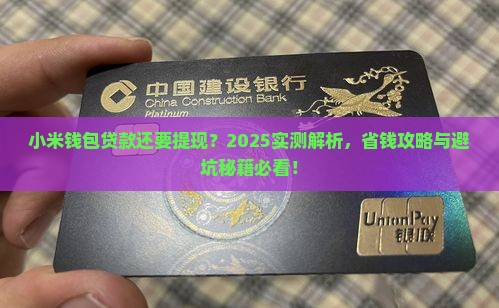 中国建设银行
China Construction Bank
Platinum
小米钱包贷款还要提现？2025实测解析，省钱攻略与避
坑秘籍必看！
UnionPay
银联